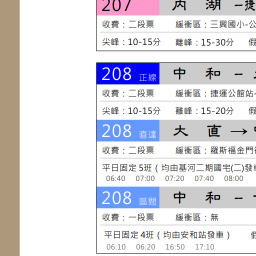 207 內湖-捷
收費：二段票 緩衝區：三興國小-公
尖峰：10-15分 離峰：15-30分 假
208 正線 中和-
收費：二段票 緩衝區：捷運公館站-
尖峰：10-15分 離峰：15-20分 假
208 直達 大直→中
收費：二段票 緩衝區：羅斯福金門街
平日固定5班（均由基河二期國宅(二)發車
06:40 07:00 07:20 07:40 08:00
208 區間 中和-
收費：一段票 緩衝區：無
平日固定4班（均由安和站發車） 假
06:10 06:20 16:50 17:10